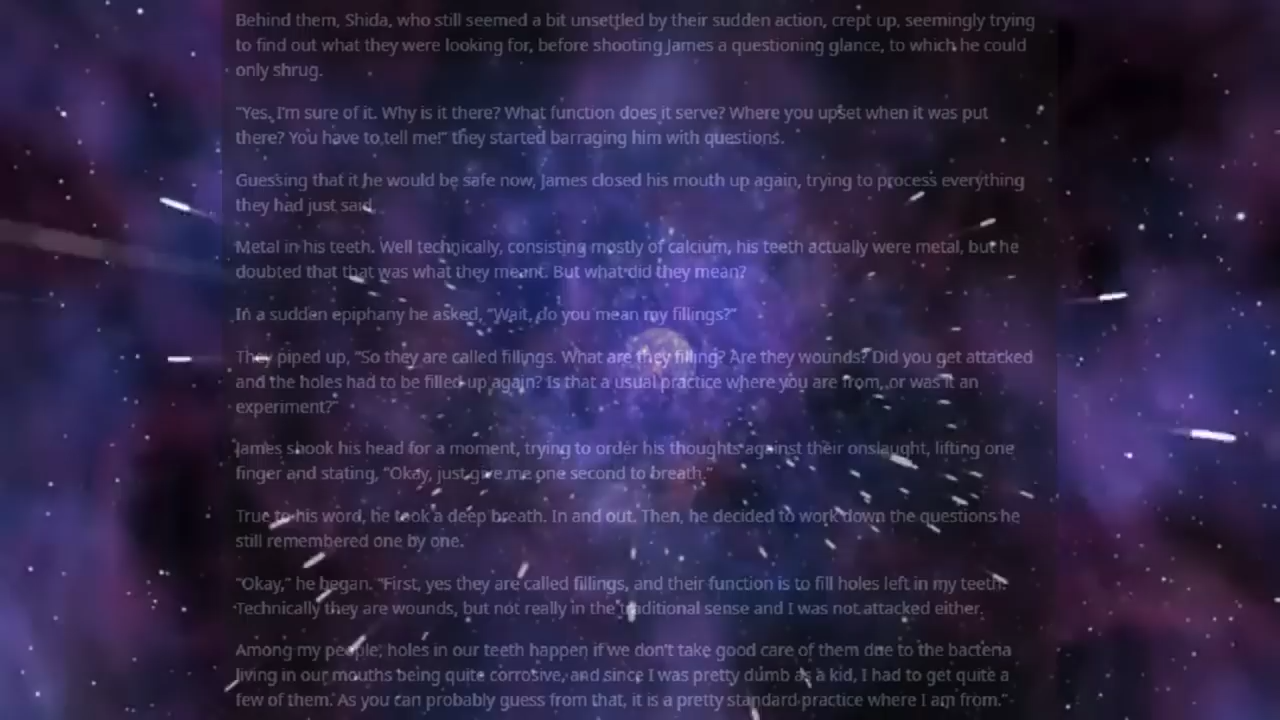 Behind them, Shida, who still seemed a bit unsettled by their sudden action, crept up, seemingly trying
to find out what they were looking for, before shooting James a questioning glance, to which he could
only shrug.
“Yes. I’m sure of it. Why is it there? What function does it serve? Where you upset when it was put
there? You have to tell me!” they started barraging him with questions.
Guessing that it he would be safe now, James closed his mouth up again, trying to process everything
they had just said.
Metal in his teeth. Well technically, consisting mostly of calcium, his teeth actually were metal, but he
doubted that that was what they meant. But what did they mean?
In a sudden epiphany he asked, “Wait, do you mean my fillings?”
They piped up, “So they are called fillings. What are they filling? Are they wounds? Did you get attacked
and the holes had to be filled up again? Is that a usual practice where you are from, or was it an
experiment?”
James shook his head for a moment, trying to order his thoughts against their onslaught, lifting one
finger and stating, “Okay, just give me one second to breath.”
True to his word, he took a deep breath. In and out. Then, he decided to work down the questions he
still remembered one by one.
“Okay,” he began. “First, yes they are called fillings, and their function is to fill holes left in my teeth.
Technically they are wounds, but not really in the traditional sense and I was not attacked either.
Among my people, holes in our teeth happen if we don’t take good care of them due to the bacteria
living in our mouths being quite corrosive, and since I was pretty dumb as a kid, I had to get quite a
few of them. As you can probably guess from that, it is a pretty standard practice where I am from.”